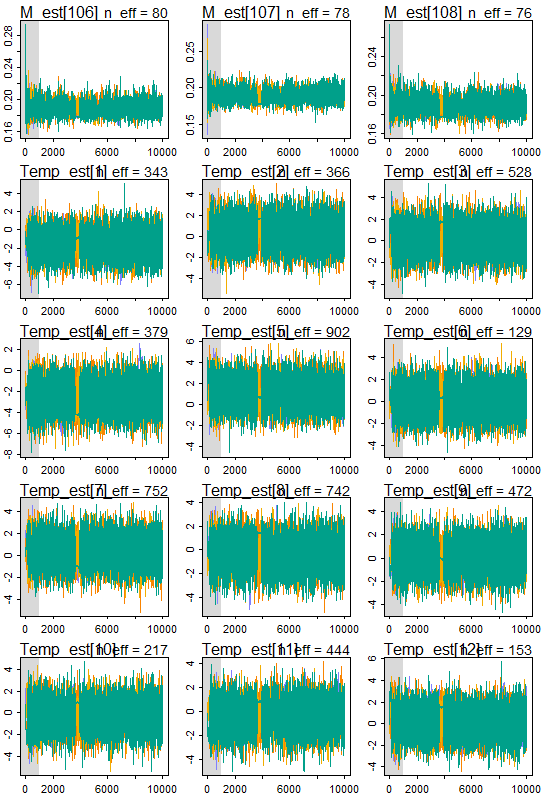 M_est[106] n_eff = 80
M_est[107] n_eff = 78
M_est[108] n_eff = 76
0.16 0.20 0.24 0.28
0.15 0.20 0.25
0.16 0.20 0.24
0 2000 6000 10000
0 2000 6000 10000
0 2000 6000 10000
Temp_est[1] n_eff = 343
Temp_est[2] n_eff = 366
Temp_est[3] n_eff = 528
-6 -4 -2 0 2 4
-4 -2 0 2 4
-4 -2 0 2 4
0 2000 6000 10000
0 2000 6000 10000
0 2000 6000 10000
Temp_est[4] n_eff = 379
Temp_est[5] n_eff = 902
Temp_est[6] n_eff = 129
-8 -6 -4 -2 0 2
-4 -2 0 2 4 6
-4 -2 0 2 4
0 2000 6000 10000
0 2000 6000 10000
0 2000 6000 10000
Temp_est[7] n_eff = 752
Temp_est[8] n_eff = 742
Temp_est[9] n_eff = 472
-4 -2 0 2 4
-4 -2 0 2 4
-4 -2 0 2 4
0 2000 6000 10000
0 2000 6000 10000
0 2000 6000 10000
Temp_est[10] n_eff = 217
Temp_est[11] n_eff = 444
Temp_est[12] n_eff = 153
-4 -2 0 2 4
-4 -2 0 2 4
-4 -2 0 2 4 6
0 2000 6000 10000
0 2000 6000 10000
0 2000 6000 10000